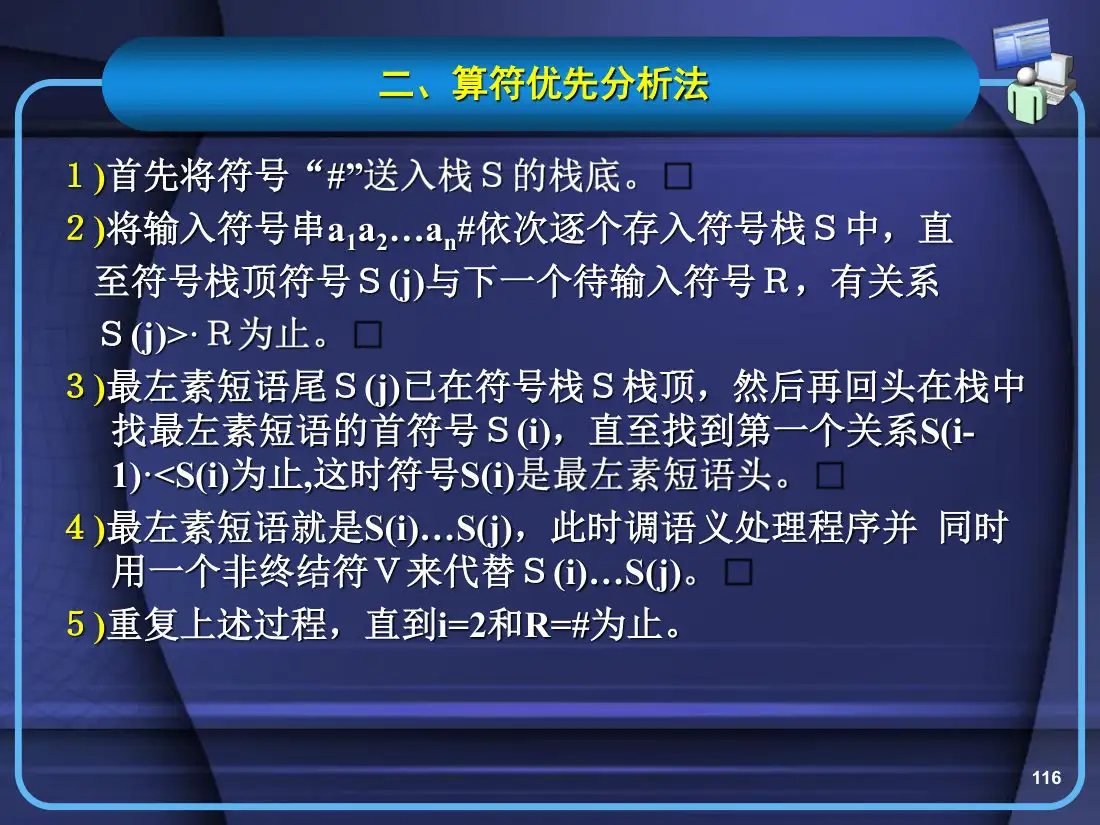 二、算符优先分析法
１)首先将符号“#”送入栈Ｓ的栈底。□
２)将输入符号串a1a2…an#依次逐个存入符号栈Ｓ中，直
至符号栈顶符号Ｓ(j)与下一个待输入符号Ｒ，有关系
Ｓ(j)>·Ｒ为止。□
３)最左素短语尾Ｓ(j)已在符号栈Ｓ栈顶，然后再回头在栈中
找最左素短语的首符号Ｓ(i)，直至找到第一个关系S(i-
1)·<S(i)为止,这时符号S(i)是最左素短语头。□
４)最左素短语就是S(i)…S(j)，此时调语义处理程序并 同时
用一个非终结符Ｖ来代替Ｓ(i)…S(j)。□
５)重复上述过程，直到i=2和R=#为止。
116